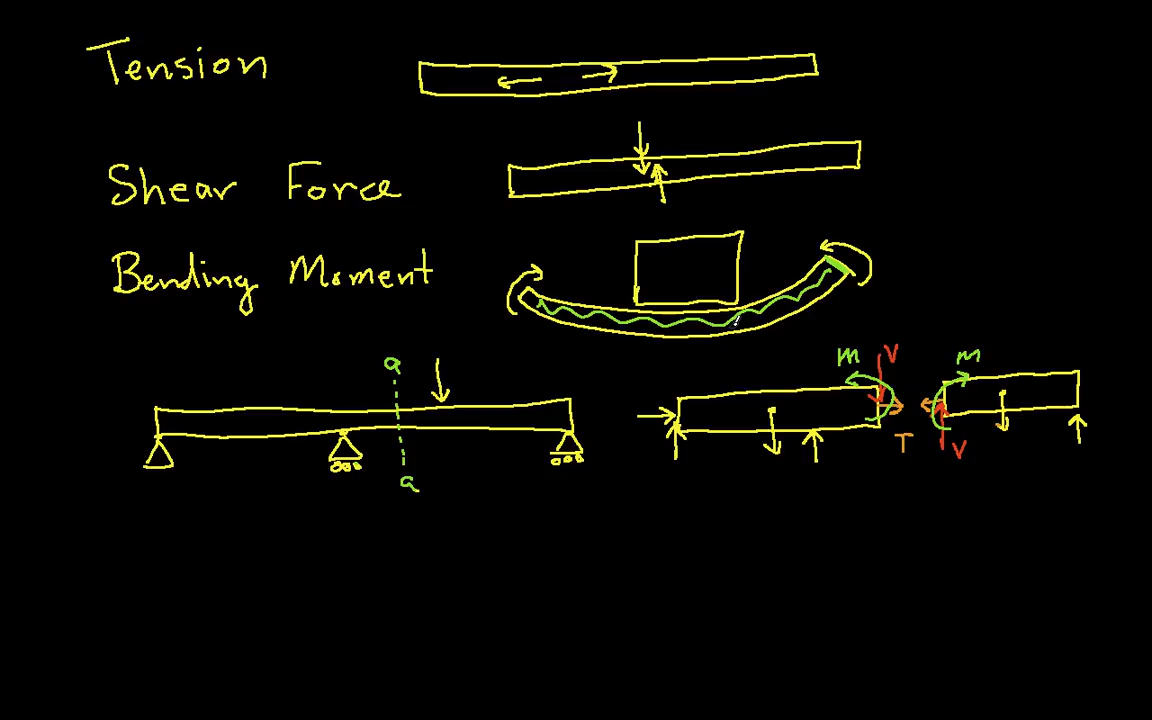 Tension
Shear Force
Bending Moment
a
m V m
T V
a